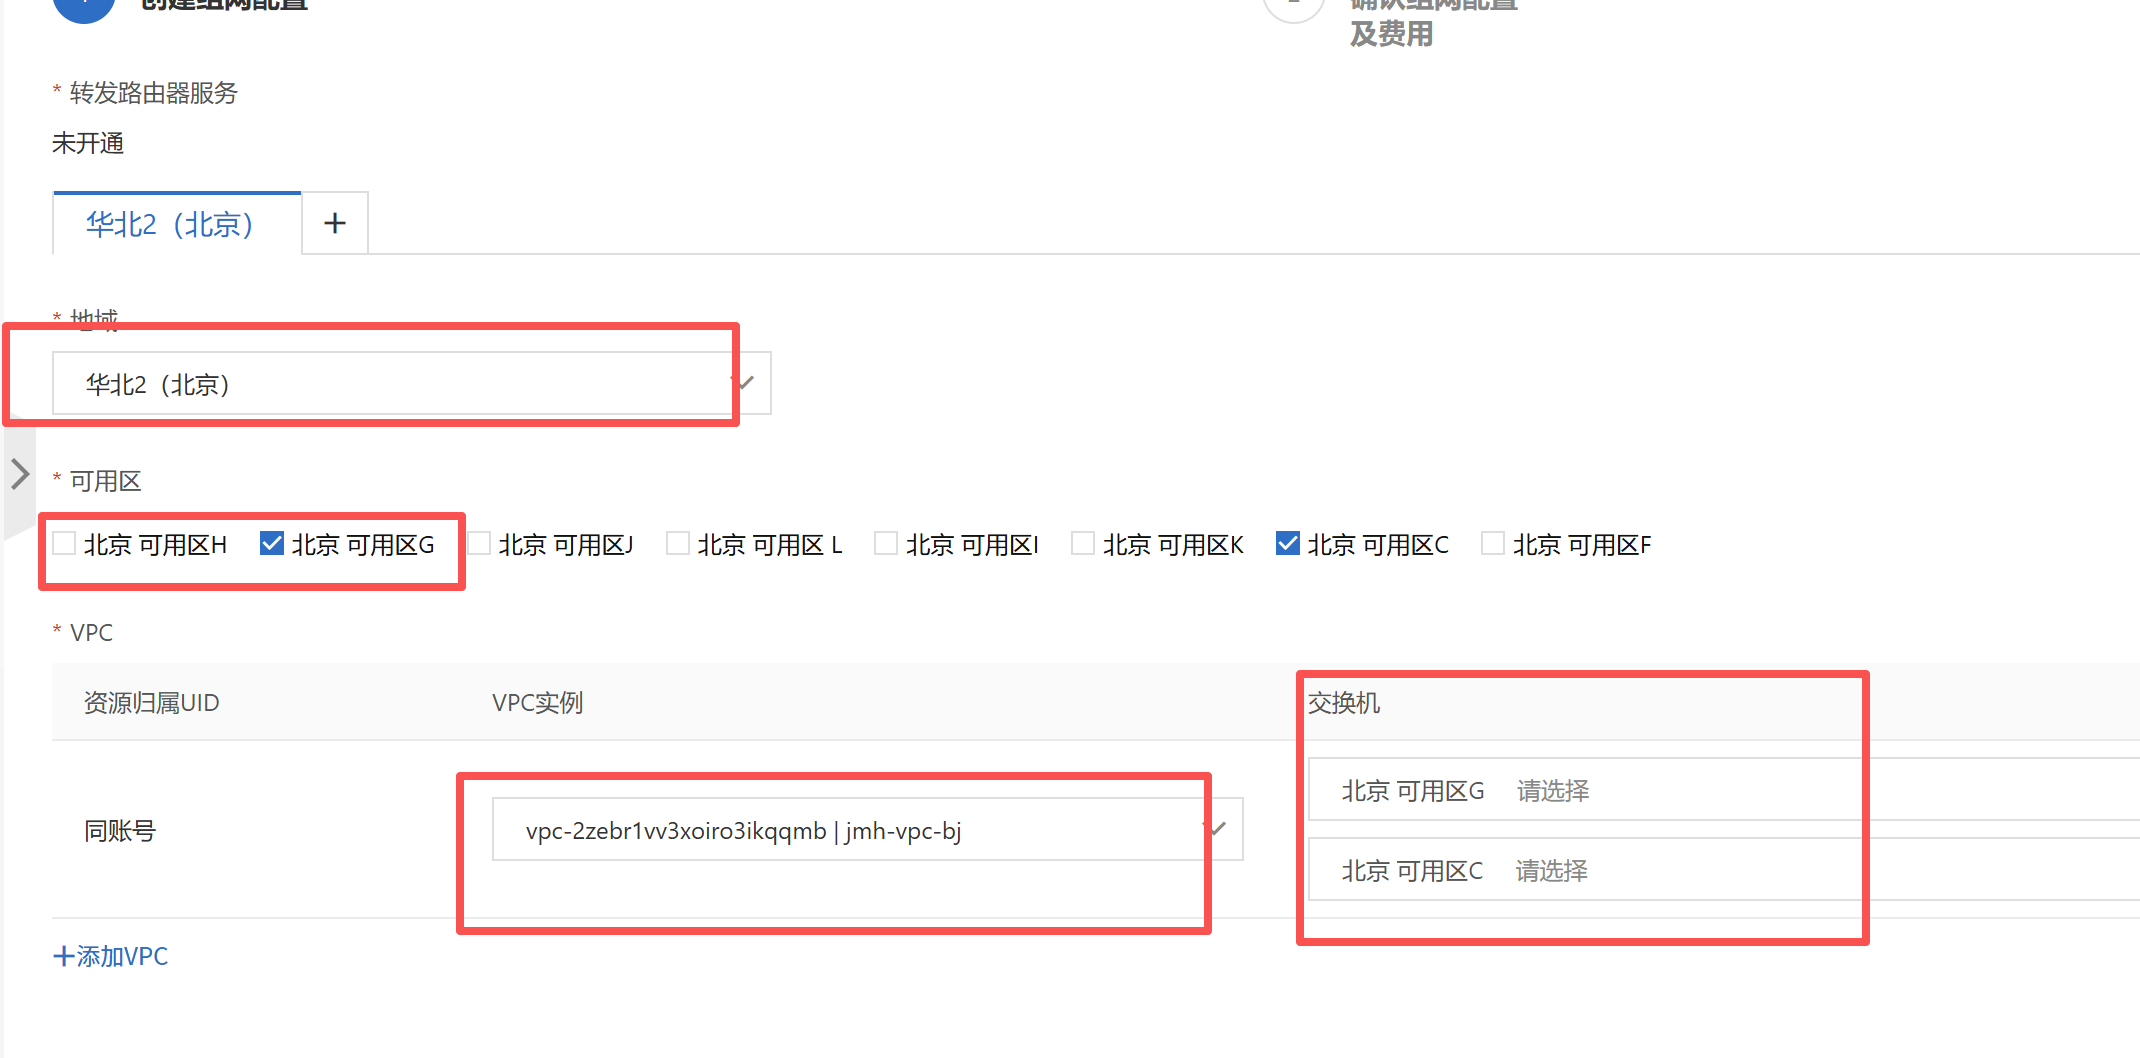 创建组网配置
确认组网配置
及费用
* 转发路由器服务
未开通
华北2（北京） +
* 地域
华北2（北京）
* 可用区
北京 可用区H 北京 可用区G 北京 可用区J 北京 可用区 L 北京 可用区I 北京 可用区K 北京 可用区C 北京 可用区F
* VPC
资源归属UID VPC实例 交换机
同账号 vpc-2zebr1vv3xoiro3ikqqmb | jmh-vpc-bj
北京 可用区G 请选择
北京 可用区C 请选择
+添加VPC